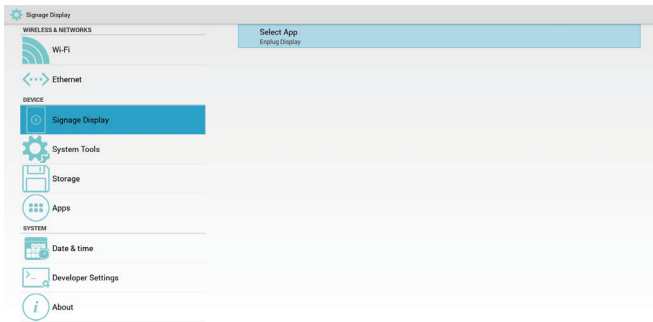 Signage Display
WIRELESS & NETWORKS
Wi-Fi
Ethernet
DEVICE
Signage Display
System Tools
Storage
Apps
SYSTEM
Date & time
Developer Settings
About
Select App
Enplug Display